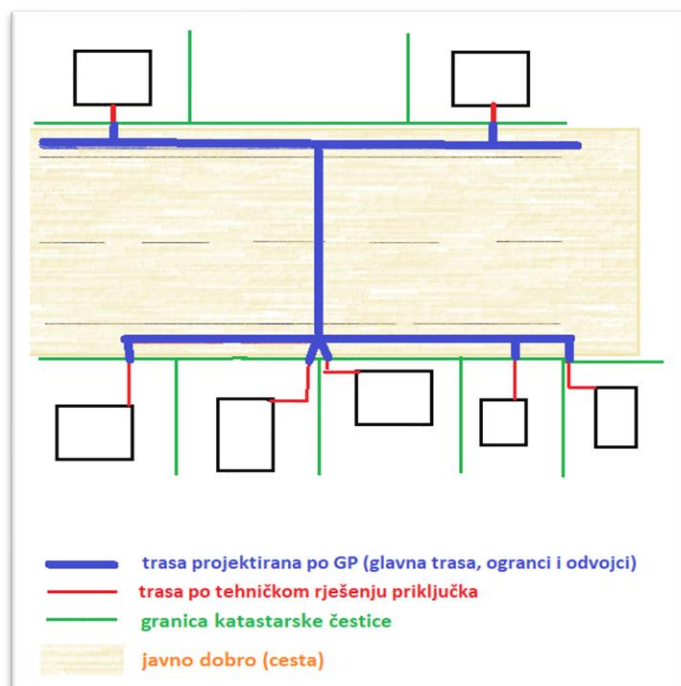 trasa projektirana po GP (glavna trasa, ogranci i odvojci)
trasa po tehničkom rješenju priključka
granica katastarske čestice
javno dobro (cesta)